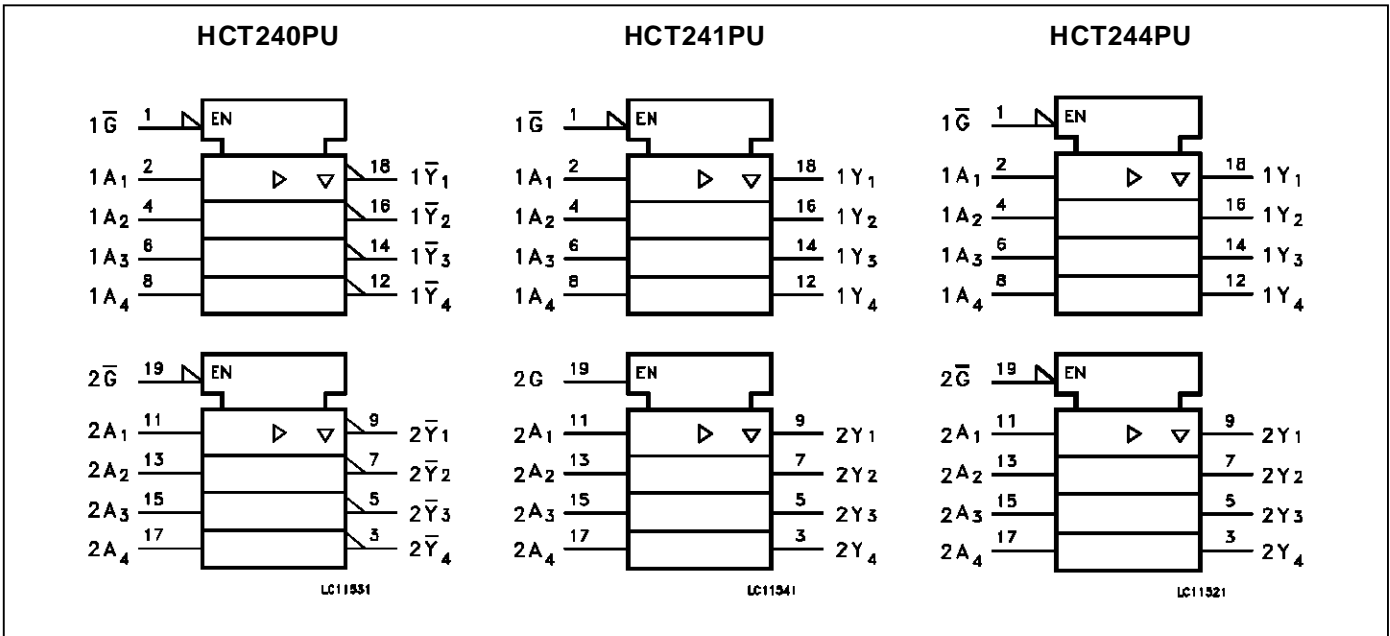 HCT240PU
1G̅ 1 EN
1A1 2 18 1Y̅1
1A2 4 16 1Y̅2
1A3 6 14 1Y̅3
1A4 8 12 1Y̅4
2G̅ 19 EN
2A1 11 9 2Y̅1
2A2 13 7 2Y̅2
2A3 15 5 2Y̅3
2A4 17 3 2Y̅4
LC11531
HCT241PU
1G̅ 1 EN
1A1 2 18 1Y1
1A2 4 16 1Y2
1A3 6 14 1Y3
1A4 8 12 1Y4
2G 19 EN
2A1 11 9 2Y1
2A2 13 7 2Y2
2A3 15 5 2Y3
2A4 17 3 2Y4
LC11541
HCT244PU
1G̅ 1 EN
1A1 2 18 1Y1
1A2 4 16 1Y2
1A3 6 14 1Y3
1A4 8 12 1Y4
2G̅ 19 EN
2A1 11 9 2Y1
2A2 13 7 2Y2
2A3 15 5 2Y3
2A4 17 3 2Y4
LC11521